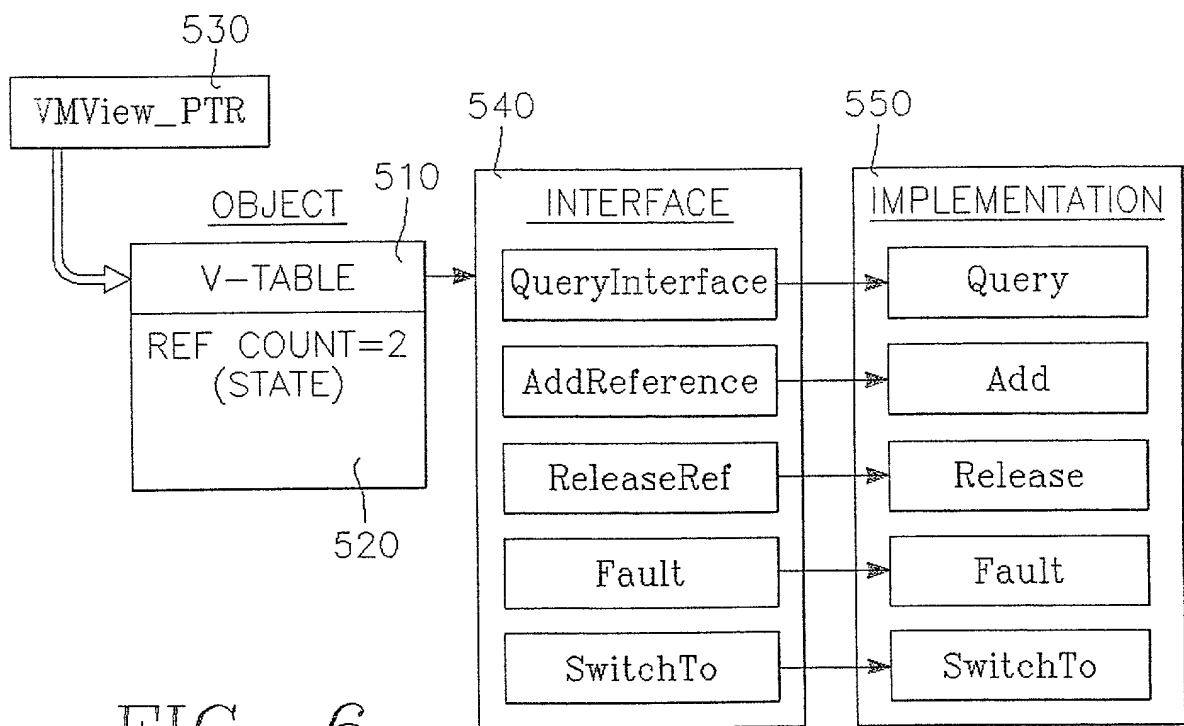 530
VMView_PTR
540
550
510
OBJECT
INTERFACE
IMPLEMENTATION
V-TABLE
QueryInterface
Query
REF COUNT=2
(STATE)
AddReference
Add
ReleaseRef
Release
520
Fault
Fault
SwitchTo
SwitchTo
FIG. 6